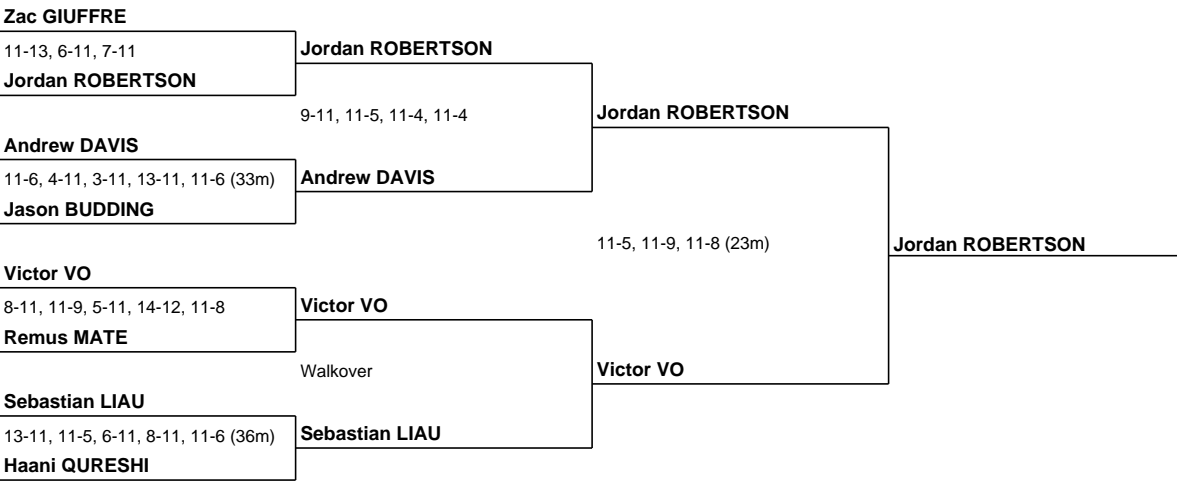 Zac GIUFFRE
11-13, 6-11, 7-11
Jordan ROBERTSON
Jordan ROBERTSON
9-11, 11-5, 11-4, 11-4
Jordan ROBERTSON
Andrew DAVIS
11-6, 4-11, 3-11, 13-11, 11-6 (33m)
Andrew DAVIS
Jason BUDDING
11-5, 11-9, 11-8 (23m)
Jordan ROBERTSON
Victor VO
8-11, 11-9, 5-11, 14-12, 11-8
Victor VO
Remus MATE
Walkover
Victor VO
Sebastian LIAU
13-11, 11-5, 6-11, 8-11, 11-6 (36m)
Sebastian LIAU
Haani QURESHI